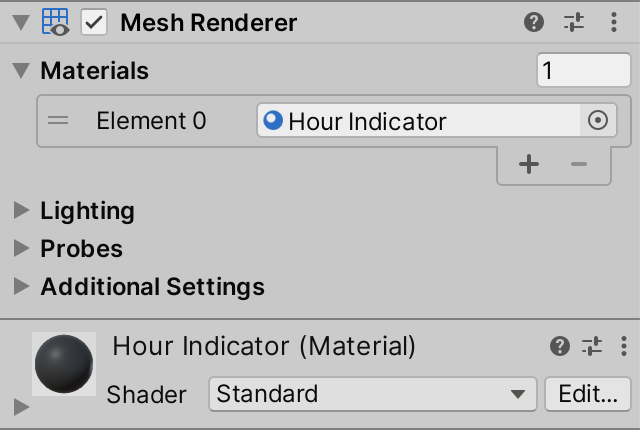 Mesh Renderer
Materials 1
Element 0 Hour Indicator
Lighting
Probes
Additional Settings
Hour Indicator (Material)
Shader Standard Edit...